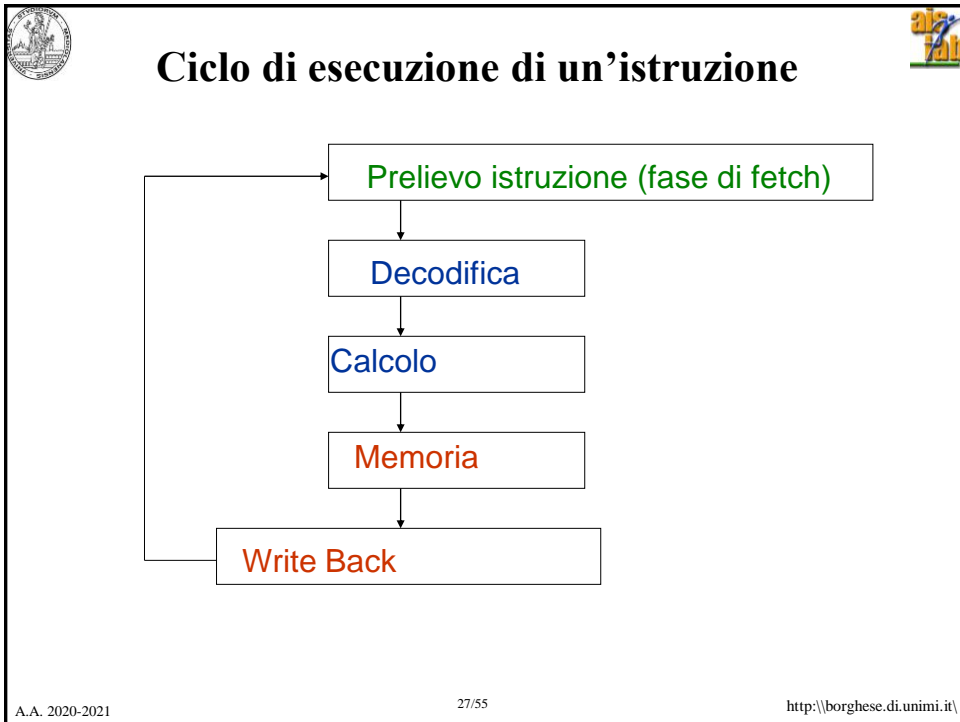 Ciclo di esecuzione di un’istruzione
Prelievo istruzione (fase di fetch)
Decodifica
Calcolo
Memoria
Write Back
A.A. 2020-2021
27/55
http:\\borghese.di.unimi.it\